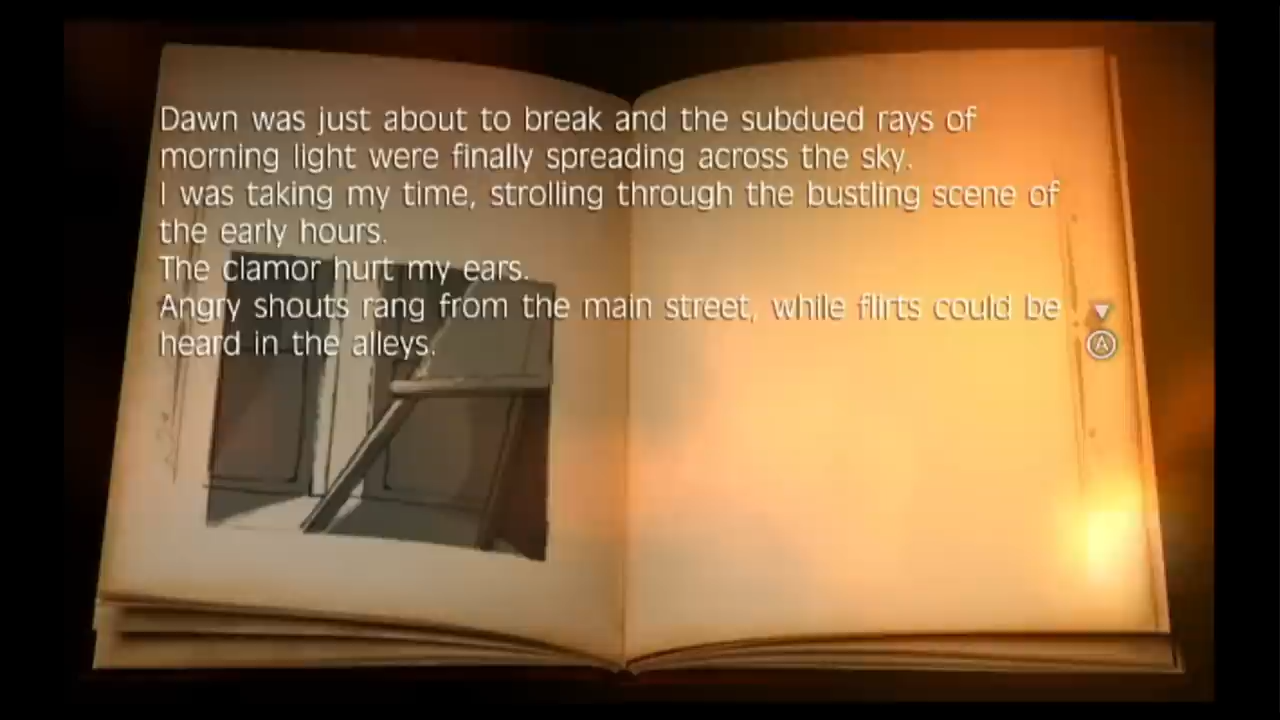 Dawn was just about to break and the subdued rays of
morning light were finally spreading across the sky.
I was taking my time, strolling through the bustling scene of
the early hours.
The clamor hurt my ears.
Angry shouts rang from the main street, while flirts could be
heard in the alleys.
A